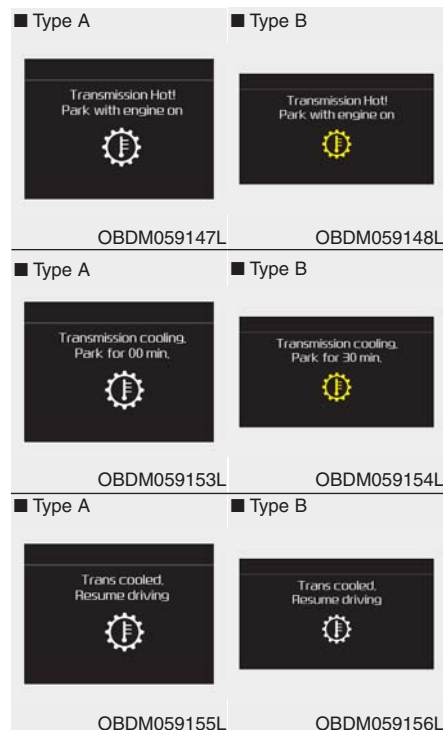 ■ Type A
■ Type B
Transmission Hot!
Park with engine on
Transmission Hot!
Park with engine on
OBDM059147L
OBDM059148L
■ Type A
■ Type B
Transmission cooling.
Park for 00 min.
Transmission cooling.
Park for 30 min.
OBDM059153L
OBDM059154L
■ Type A
■ Type B
Trans cooled.
Resume driving
Trans cooled.
Resume driving
OBDM059155L
OBDM059156L